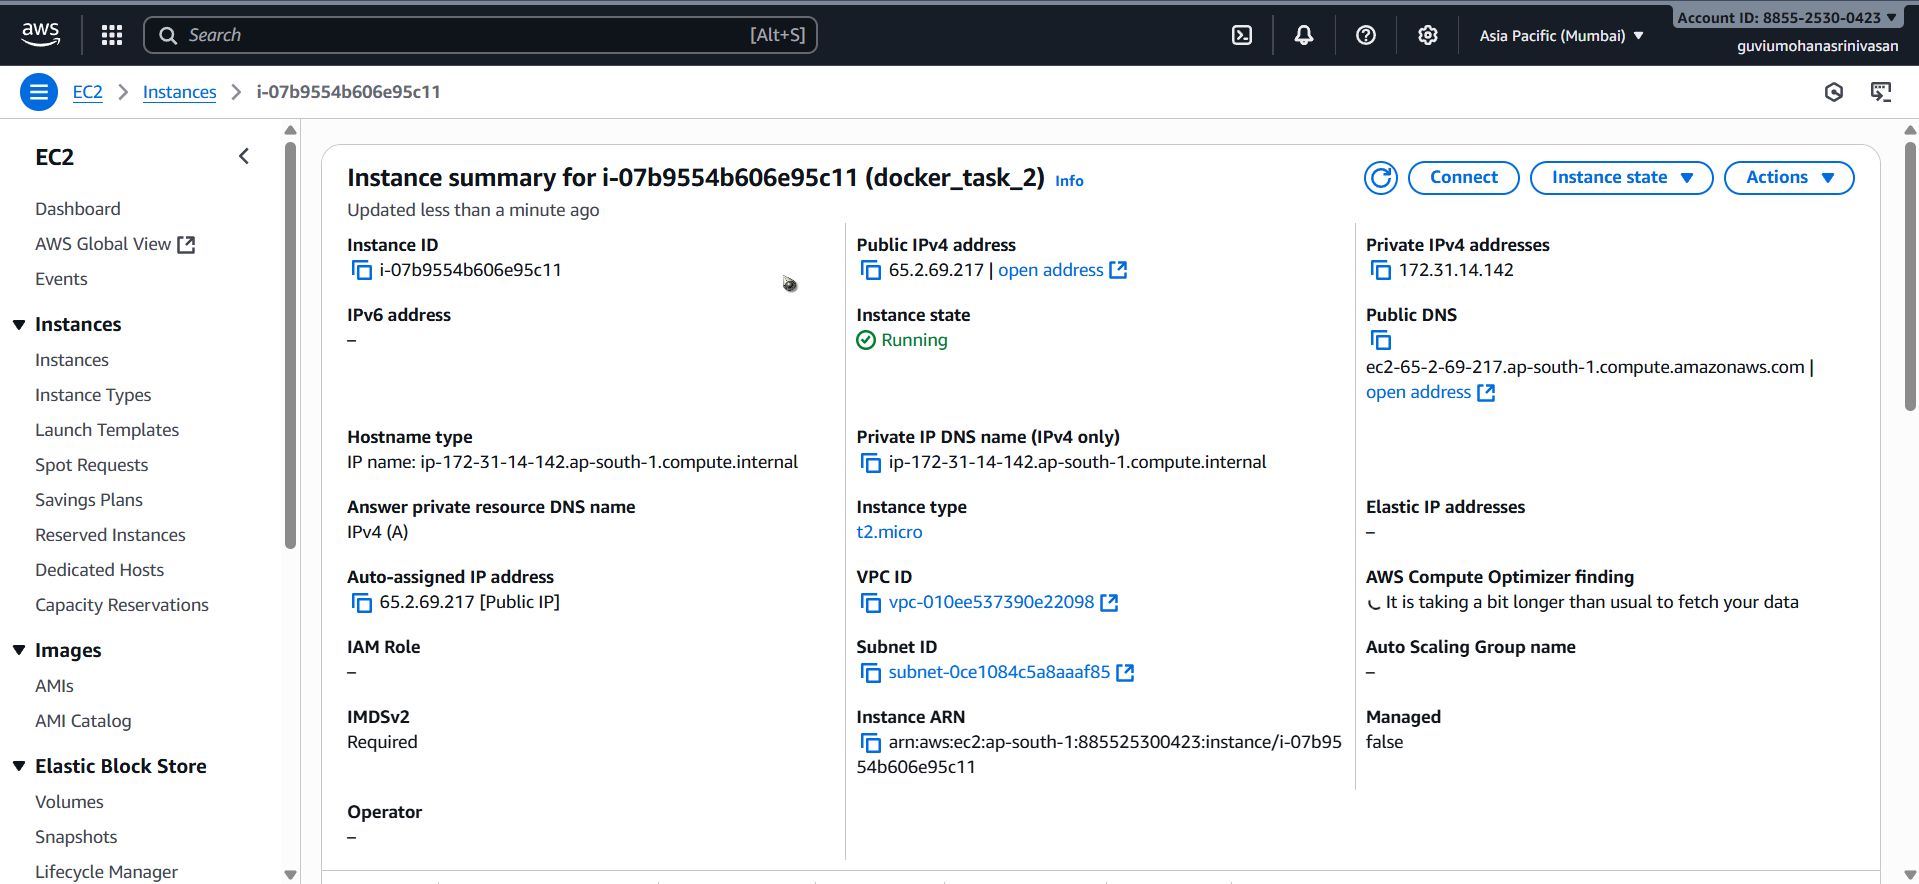 aws
Search
[Alt+S]
Asia Pacific (Mumbai)
Account ID: 8855-2530-0423
guviumohanasrinivasan
EC2
Instances
i-07b9554b606e95c11
EC2
Dashboard
AWS Global View
Events
Instances
Instances
Instance Types
Launch Templates
Spot Requests
Savings Plans
Reserved Instances
Dedicated Hosts
Capacity Reservations
Images
AMIs
AMI Catalog
Elastic Block Store
Volumes
Snapshots
Lifecycle Manager
Instance summary for i-07b9554b606e95c11 (docker_task_2) Info
Updated less than a minute ago
Connect
Instance state
Actions
Instance ID
i-07b9554b606e95c11
Public IPv4 address
65.2.69.217 | open address
Private IPv4 addresses
172.31.14.142
IPv6 address
–
Instance state
Running
Public DNS
ec2-65-2-69-217.ap-south-1.compute.amazonaws.com |
open address
Hostname type
IP name: ip-172-31-14-142.ap-south-1.compute.internal
Private IP DNS name (IPv4 only)
ip-172-31-14-142.ap-south-1.compute.internal
Answer private resource DNS name
IPv4 (A)
Instance type
t2.micro
Elastic IP addresses
–
Auto-assigned IP address
65.2.69.217 [Public IP]
VPC ID
vpc-010ee537390e22098
AWS Compute Optimizer finding
It is taking a bit longer than usual to fetch your data
IAM Role
–
Subnet ID
subnet-0ce1084c5a8aaaf85
Auto Scaling Group name
–
IMDSv2
Required
Instance ARN
arn:aws:ec2:ap-south-1:885525300423:instance/i-07b95
54b606e95c11
Managed
false
Operator
–